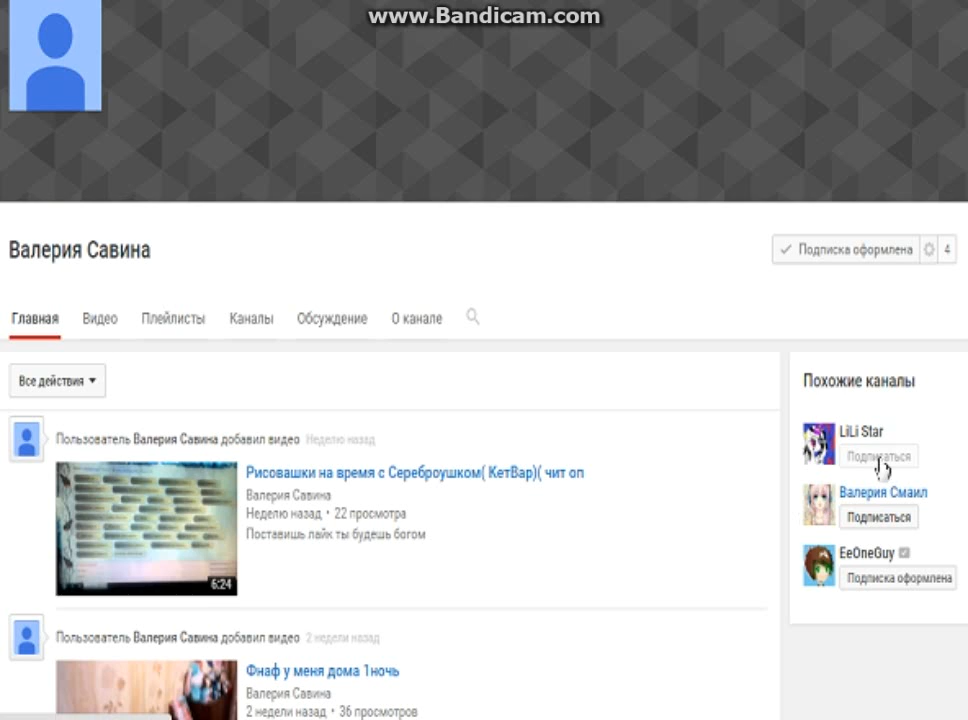 www.Bandicam.com
Валерия Савина
Подписка оформлена 4
Главная Видео Плейлисты Каналы Обсуждение О канале
Все действия
Похожие каналы
LiLi Star
Подписаться
Валерия Смаил
Подписаться
EeOneGuy
Подписка оформлена
Пользователь Валерия Савина добавил видео Неделю назад
Рисовашки на время с Сереброушком( КетВар)( чит оп
Валерия Савина
Неделю назад • 22 просмотра
Поставишь лайк ты будешь богом
6:24
Пользователь Валерия Савина добавил видео 2 недели назад
Фнаф у меня дома 1ночь
Валерия Савина
2 недели назад • 36 просмотров